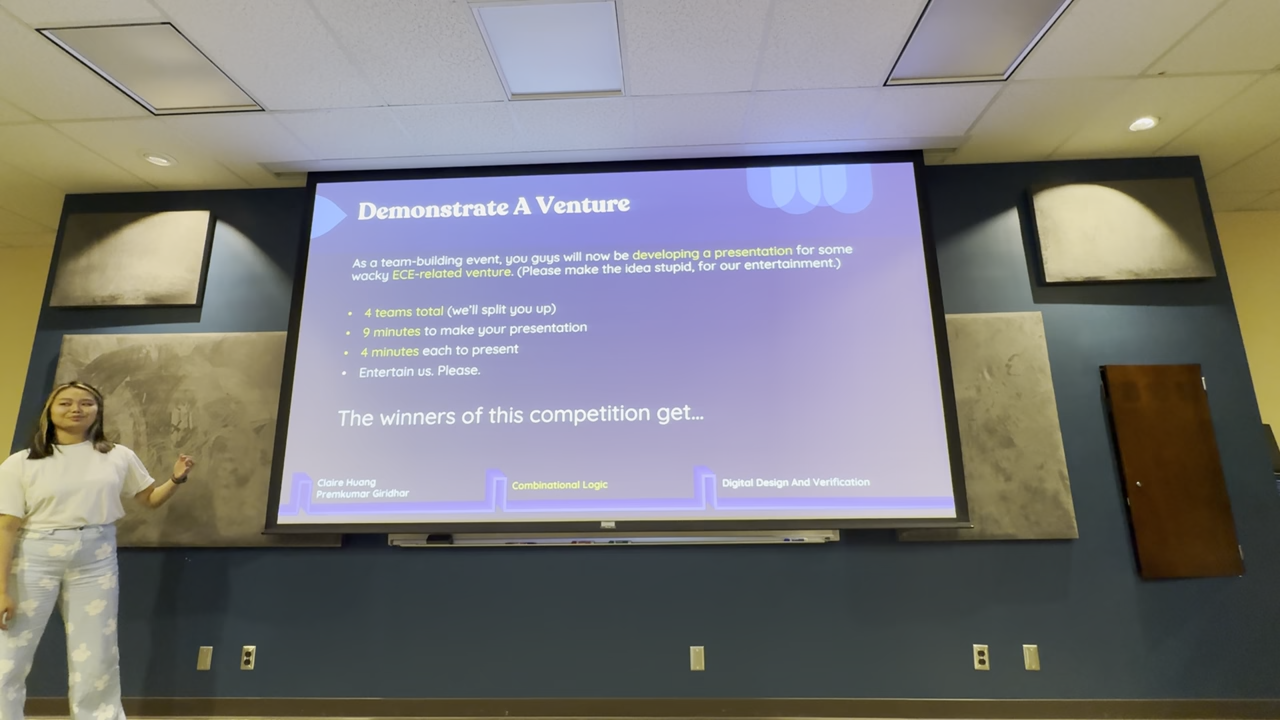 Demonstrate A Venture
As a team-building event, you guys will now be developing a presentation for some
wacky ECE-related venture. (Please make the idea stupid, for our entertainment.)
• 4 teams total (we'll split you up)
• 9 minutes to make your presentation
• 4 minutes each to present
• Entertain us. Please.
The winners of this competition get...
Claire Huang
Premkumar Giridhar
Combinational Logic
Digital Design And Verification